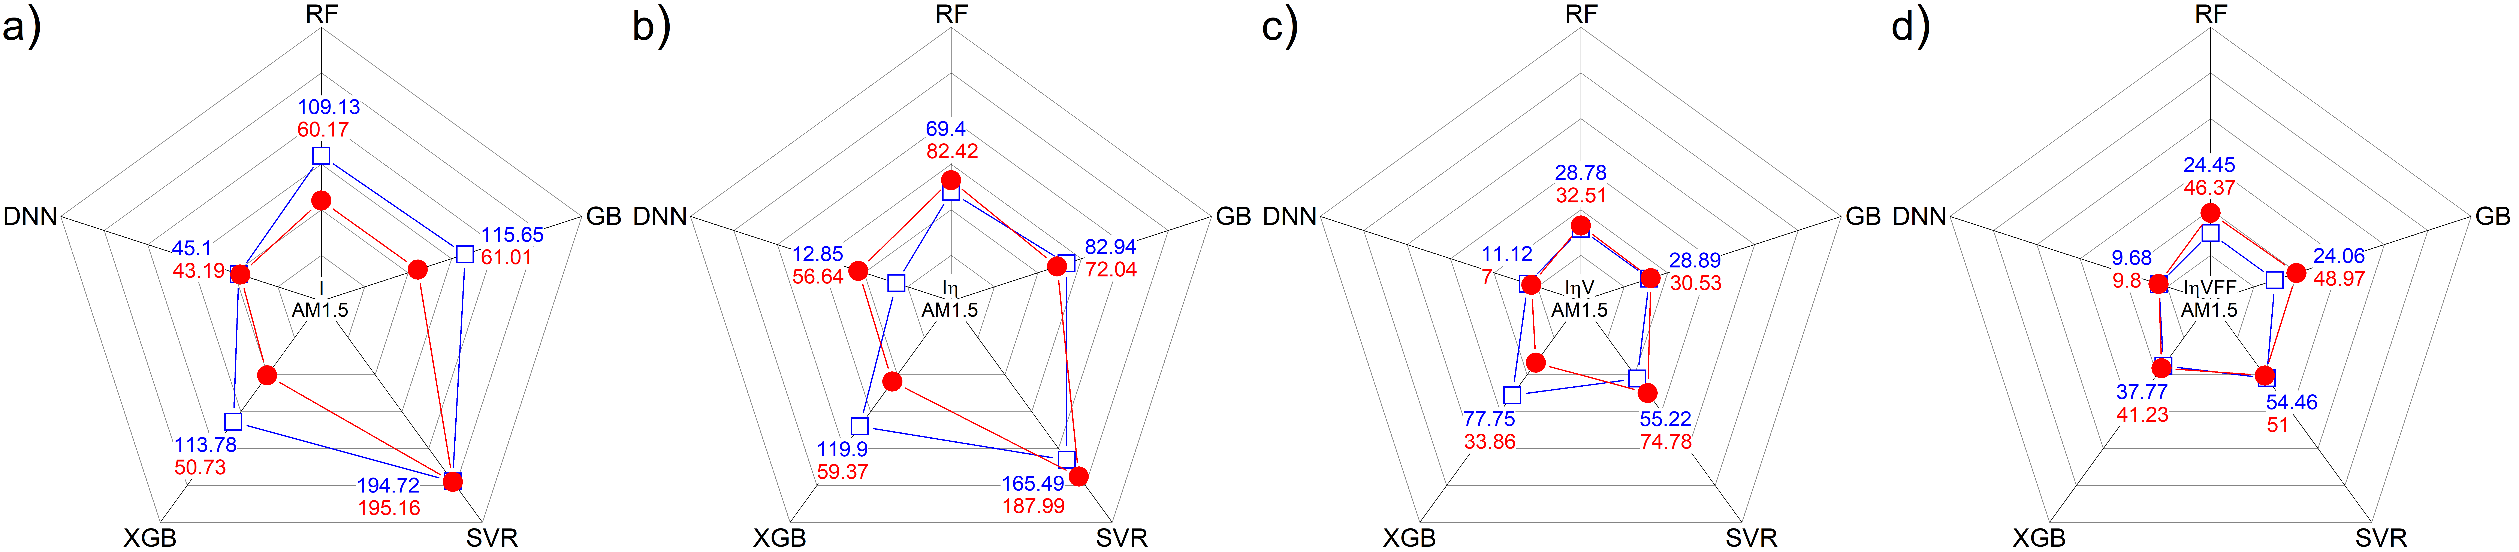 a)
RF
109.13
60.17
DNN
GB
45.1
43.19
115.65
61.01
I
AM1.5
113.78
50.73
194.72
195.16
XGB
SVR
b)
RF
69.4
82.42
DNN
GB
12.85
56.64
82.94
72.04
Iη
AM1.5
119.9
59.37
165.49
187.99
XGB
SVR
c)
RF
28.78
32.51
DNN
GB
11.12
7
28.89
30.53
IηV
AM1.5
77.75
33.86
55.22
74.78
XGB
SVR
d)
RF
24.45
46.37
DNN
GB
9.68
9.8
24.06
48.97
IηVFF
AM1.5
37.77
41.23
54.46
51
XGB
SVR